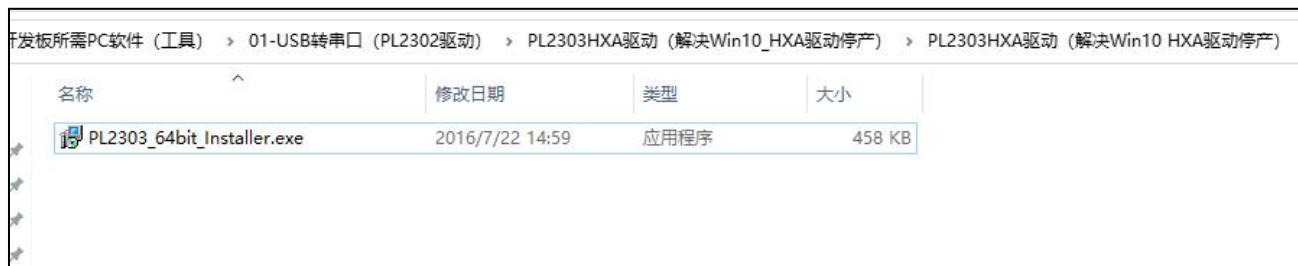 开发板所需PC软件（工具） › 01-USB转串口（PL2302驱动） › PL2303HXA驱动（解决Win10_HXA驱动停产） › PL2303HXA驱动（解决Win10 HXA驱动停产）
名称 修改日期 类型 大小
PL2303_64bit_Installer.exe 2016/7/22 14:59 应用程序 458 KB